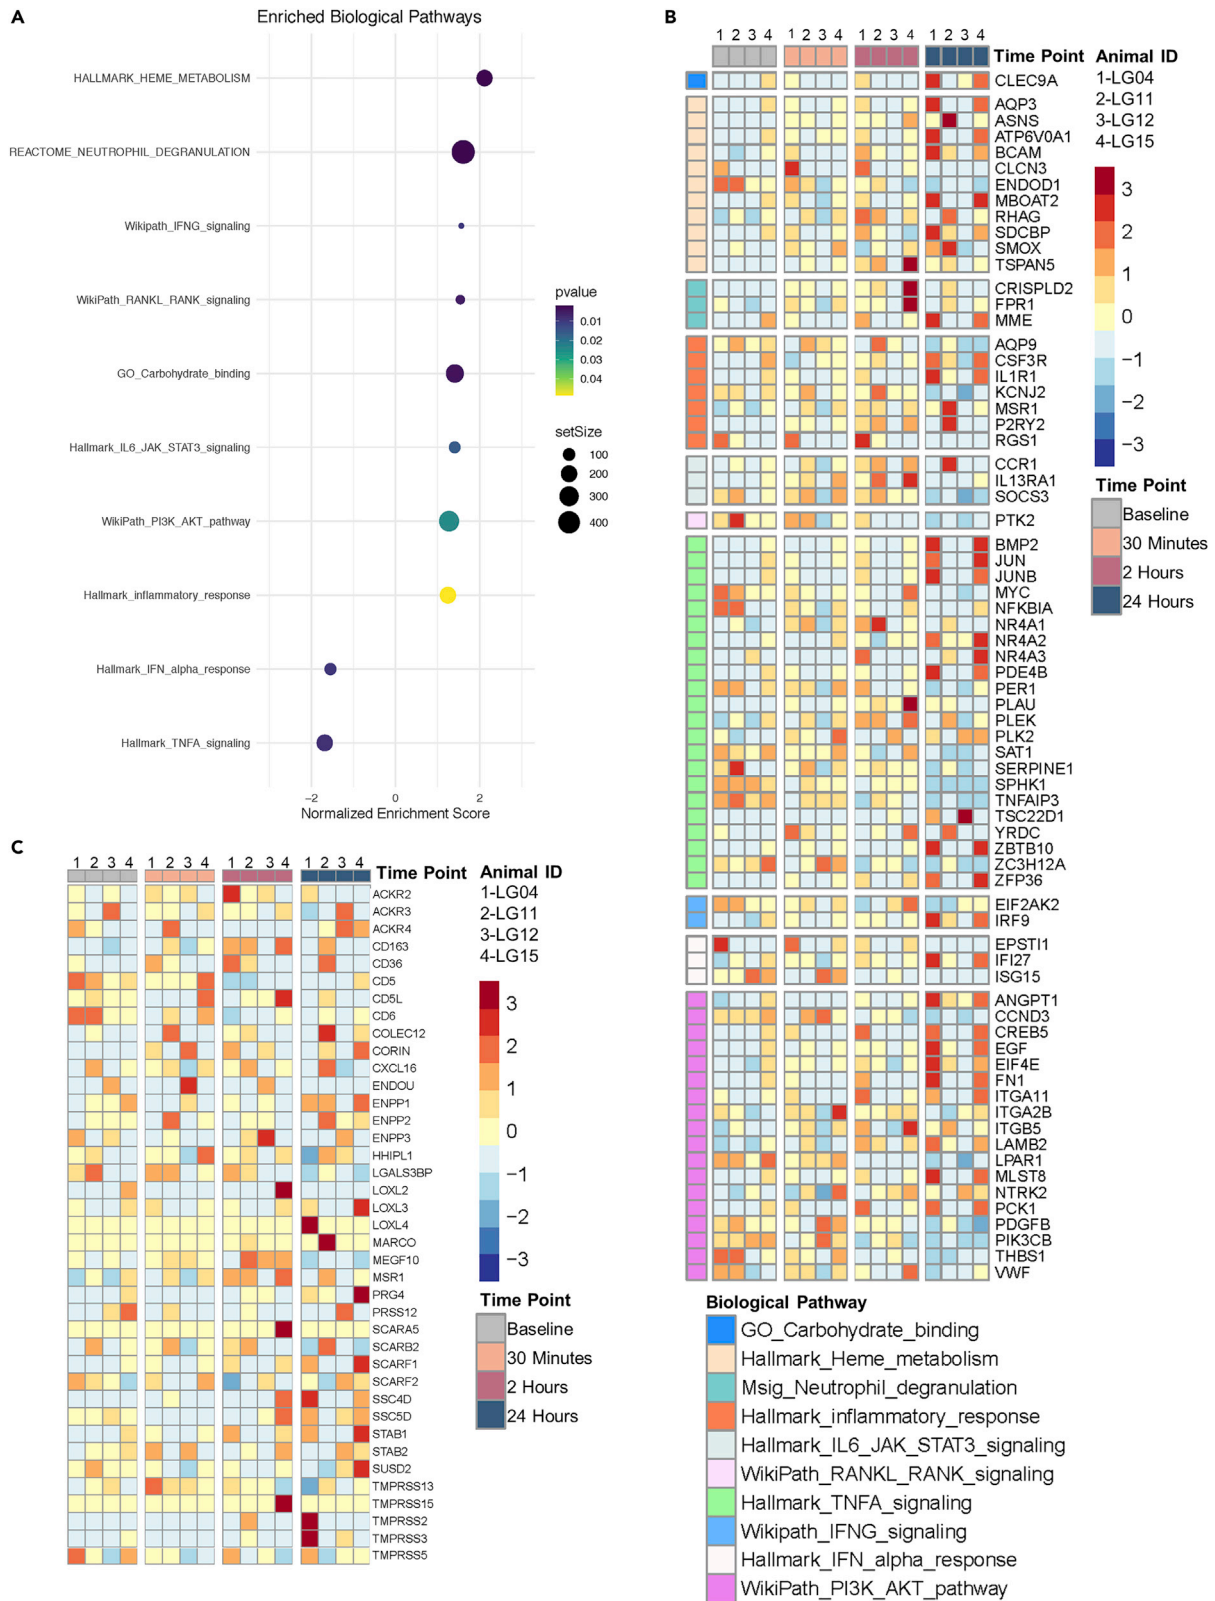 A
Enriched Biological Pathways
HALLMARK_HEME_METABOLISM
REACTOME_NEUTROPHIL_DEGRANULATION
Wikipath_IFNG_signaling
WikiPath_RANKL_RANK_signaling
GO_Carbohydrate_binding
Hallmark_IL6_JAK_STAT3_signaling
WikiPath_PI3K_AKT_pathway
Hallmark_inflammatory_response
Hallmark_IFN_alpha_response
Hallmark_TNFA_signaling
−2 0 2
Normalized Enrichment Score
pvalue
0.01
0.02
0.03
0.04
setSize
100
200
300
400
B
1 2 3 4 1 2 3 4 1 2 3 4 1 2 3 4
Time Point
CLEC9A
AQP3
ASNS
ATP6V0A1
BCAM
CLCN3
ENDOD1
MBOAT2
RHAG
SDCBP
SMOX
TSPAN5
CRISPLD2
FPR1
MME
AQP9
CSF3R
IL1R1
KCNJ2
MSR1
P2RY2
RGS1
CCR1
IL13RA1
SOCS3
PTK2
BMP2
JUN
JUNB
MYC
NFKBIA
NR4A1
NR4A2
NR4A3
PDE4B
PER1
PLAU
PLEK
PLK2
SAT1
SERPINE1
SPHK1
TNFAIP3
TSC22D1
YRDC
ZBTB10
ZC3H12A
ZFP36
EIF2AK2
IRF9
EPSTI1
IFI27
ISG15
ANGPT1
CCND3
CREB5
EGF
EIF4E
FN1
ITGA11
ITGA2B
ITGB5
LAMB2
LPAR1
MLST8
NTRK2
PCK1
PDGFB
PIK3CB
THBS1
VWF
Animal ID
1-LG04
2-LG11
3-LG12
4-LG15
3
2
1
0
−1
−2
−3
Time Point
Baseline
30 Minutes
2 Hours
24 Hours
Biological Pathway
GO_Carbohydrate_binding
Hallmark_Heme_metabolism
Msig_Neutrophil_degranulation
Hallmark_inflammatory_response
Hallmark_IL6_JAK_STAT3_signaling
WikiPath_RANKL_RANK_signaling
Hallmark_TNFA_signaling
Wikipath_IFNG_signaling
Hallmark_IFN_alpha_response
WikiPath_PI3K_AKT_pathway
C
1 2 3 4 1 2 3 4 1 2 3 4 1 2 3 4
Time Point
ACKR2
ACKR3
ACKR4
CD163
CD36
CD5
CD5L
CD6
COLEC12
CORIN
CXCL16
ENDOU
ENPP1
ENPP2
ENPP3
HHIPL1
LGALS3BP
LOXL2
LOXL3
LOXL4
MARCO
MEGF10
MSR1
PRG4
PRSS12
SCARA5
SCARB2
SCARF1
SCARF2
SSC4D
SSC5D
STAB1
STAB2
SUSD2
TMPRSS13
TMPRSS15
TMPRSS2
TMPRSS3
TMPRSS5
Animal ID
1-LG04
2-LG11
3-LG12
4-LG15
3
2
1
0
−1
−2
−3
Time Point
Baseline
30 Minutes
2 Hours
24 Hours